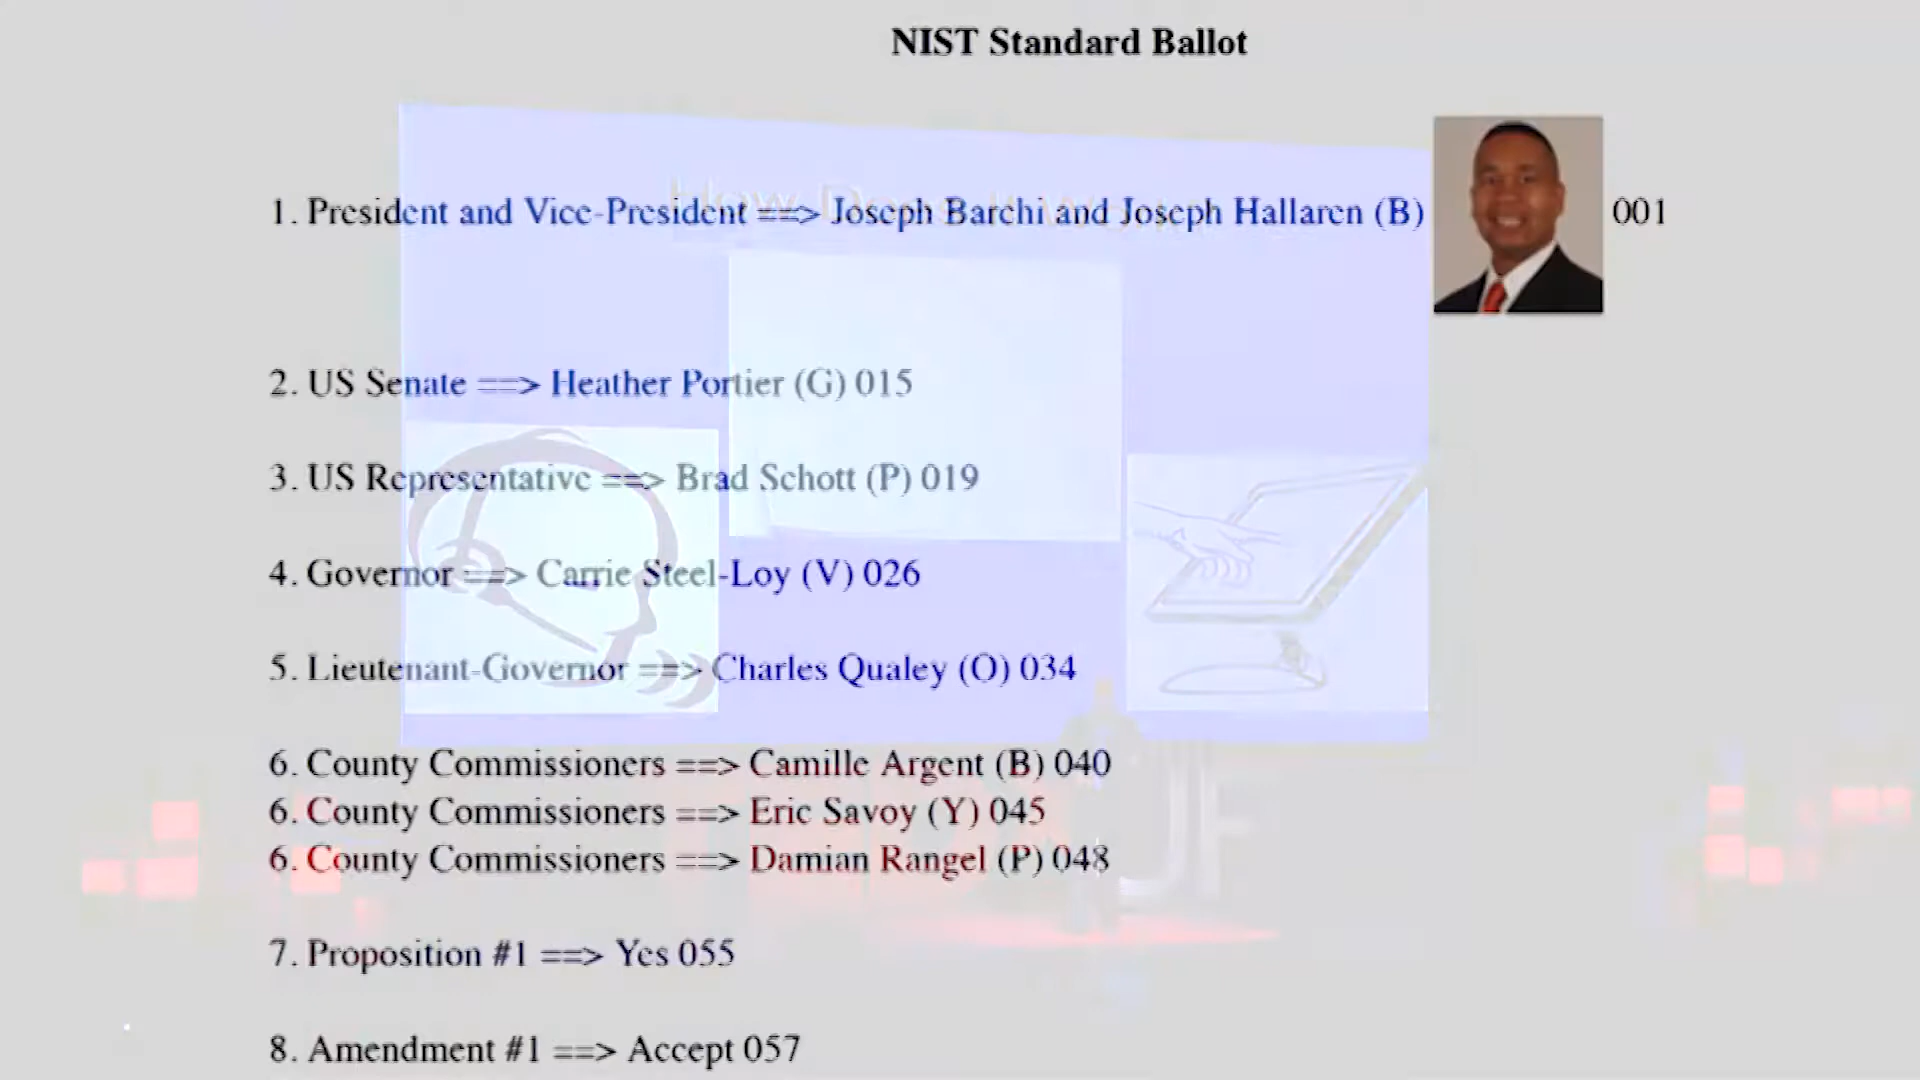 NIST Standard Ballot
1. President and Vice-President ==> Joseph Barchi and Joseph Hallaren (B) 001
How Does
2. US Senate ==> Heather Portier (G) 015
3. US Representative ==> Brad Schott (P) 019
4. Governor ==> Carrie Steel-Loy (V) 026
5. Lieutenant-Governor ==> Charles Qualey (O) 034
6. County Commissioners ==> Camille Argent (B) 040
6. County Commissioners ==> Eric Savoy (Y) 045
6. County Commissioners ==> Damian Rangel (P) 048
7. Proposition #1 ==> Yes 055
8. Amendment #1 ==> Accept 057